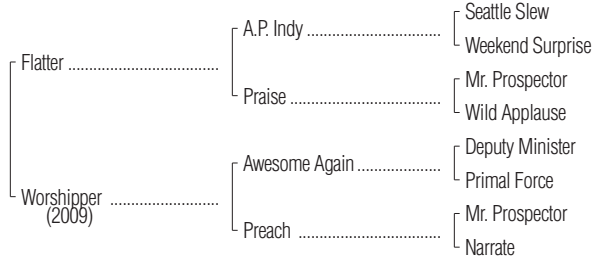 Seattle Slew
A.P. Indy ................................
Weekend Surprise
Flatter ....................................
Mr. Prospector
Praise ....................................
Wild Applause
Deputy Minister
Awesome Again ....................
Primal Force
Worshipper ..........................
(2009)
Mr. Prospector
Preach ..................................
Narrate